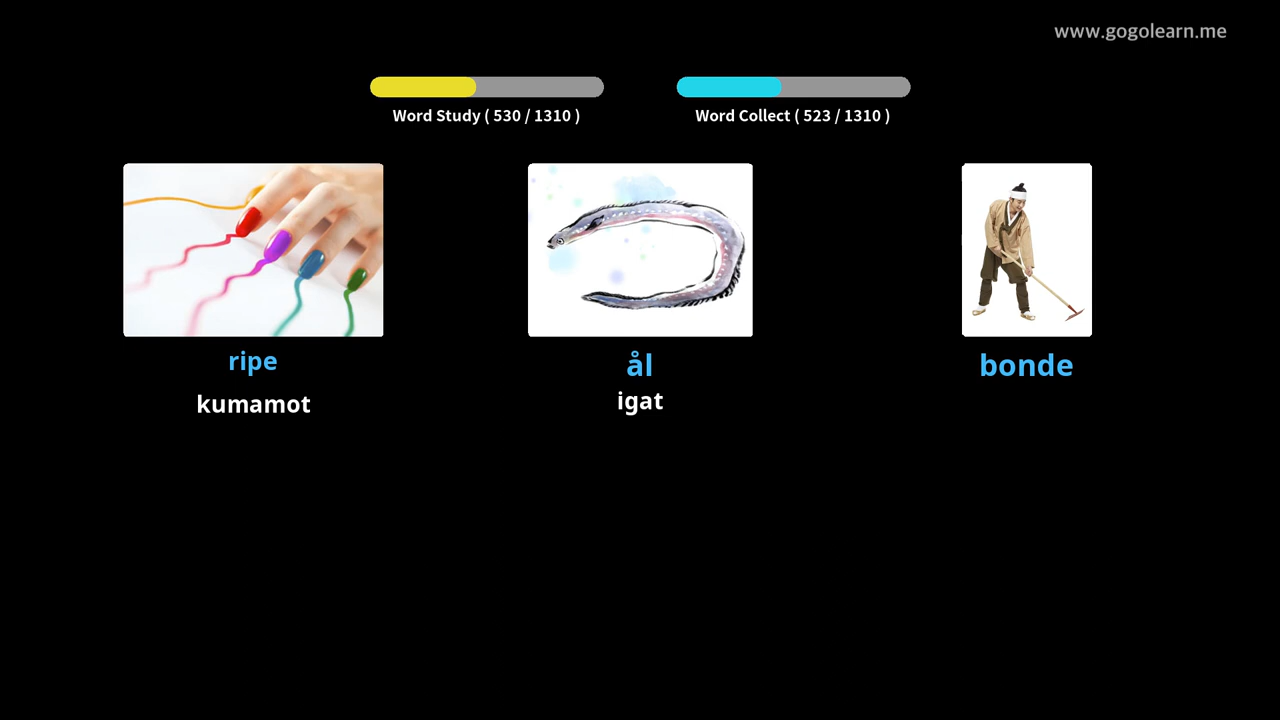 www.gogolearn.me
Word Study ( 530 / 1310 )
Word Collect ( 523 / 1310 )
ripe
kumamot
ål
igat
bonde